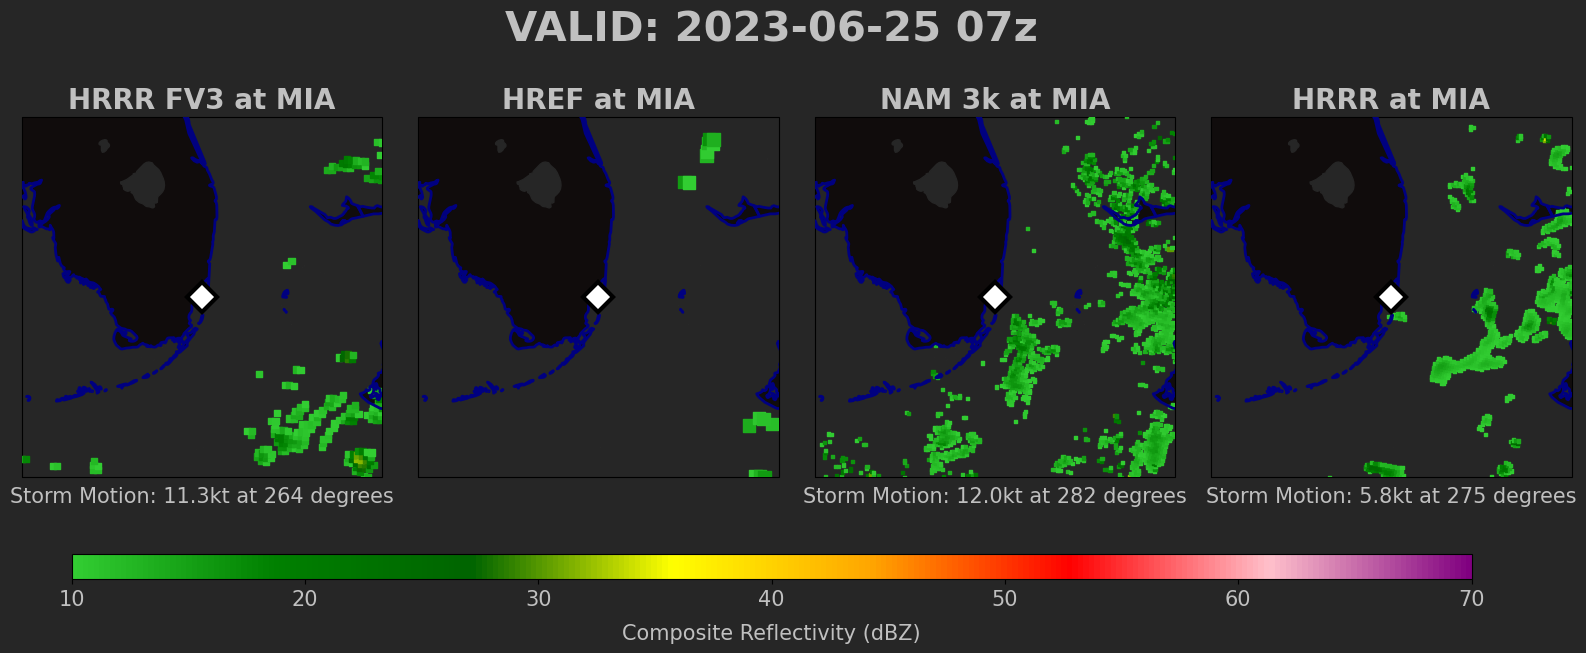 VALID: 2023-06-25 07z
HRRR FV3 at MIA
HREF at MIA
NAM 3k at MIA
HRRR at MIA
Storm Motion: 11.3kt at 264 degrees
Storm Motion: 12.0kt at 282 degrees
Storm Motion: 5.8kt at 275 degrees
10 20 30 40 50 60 70
Composite Reflectivity (dBZ)